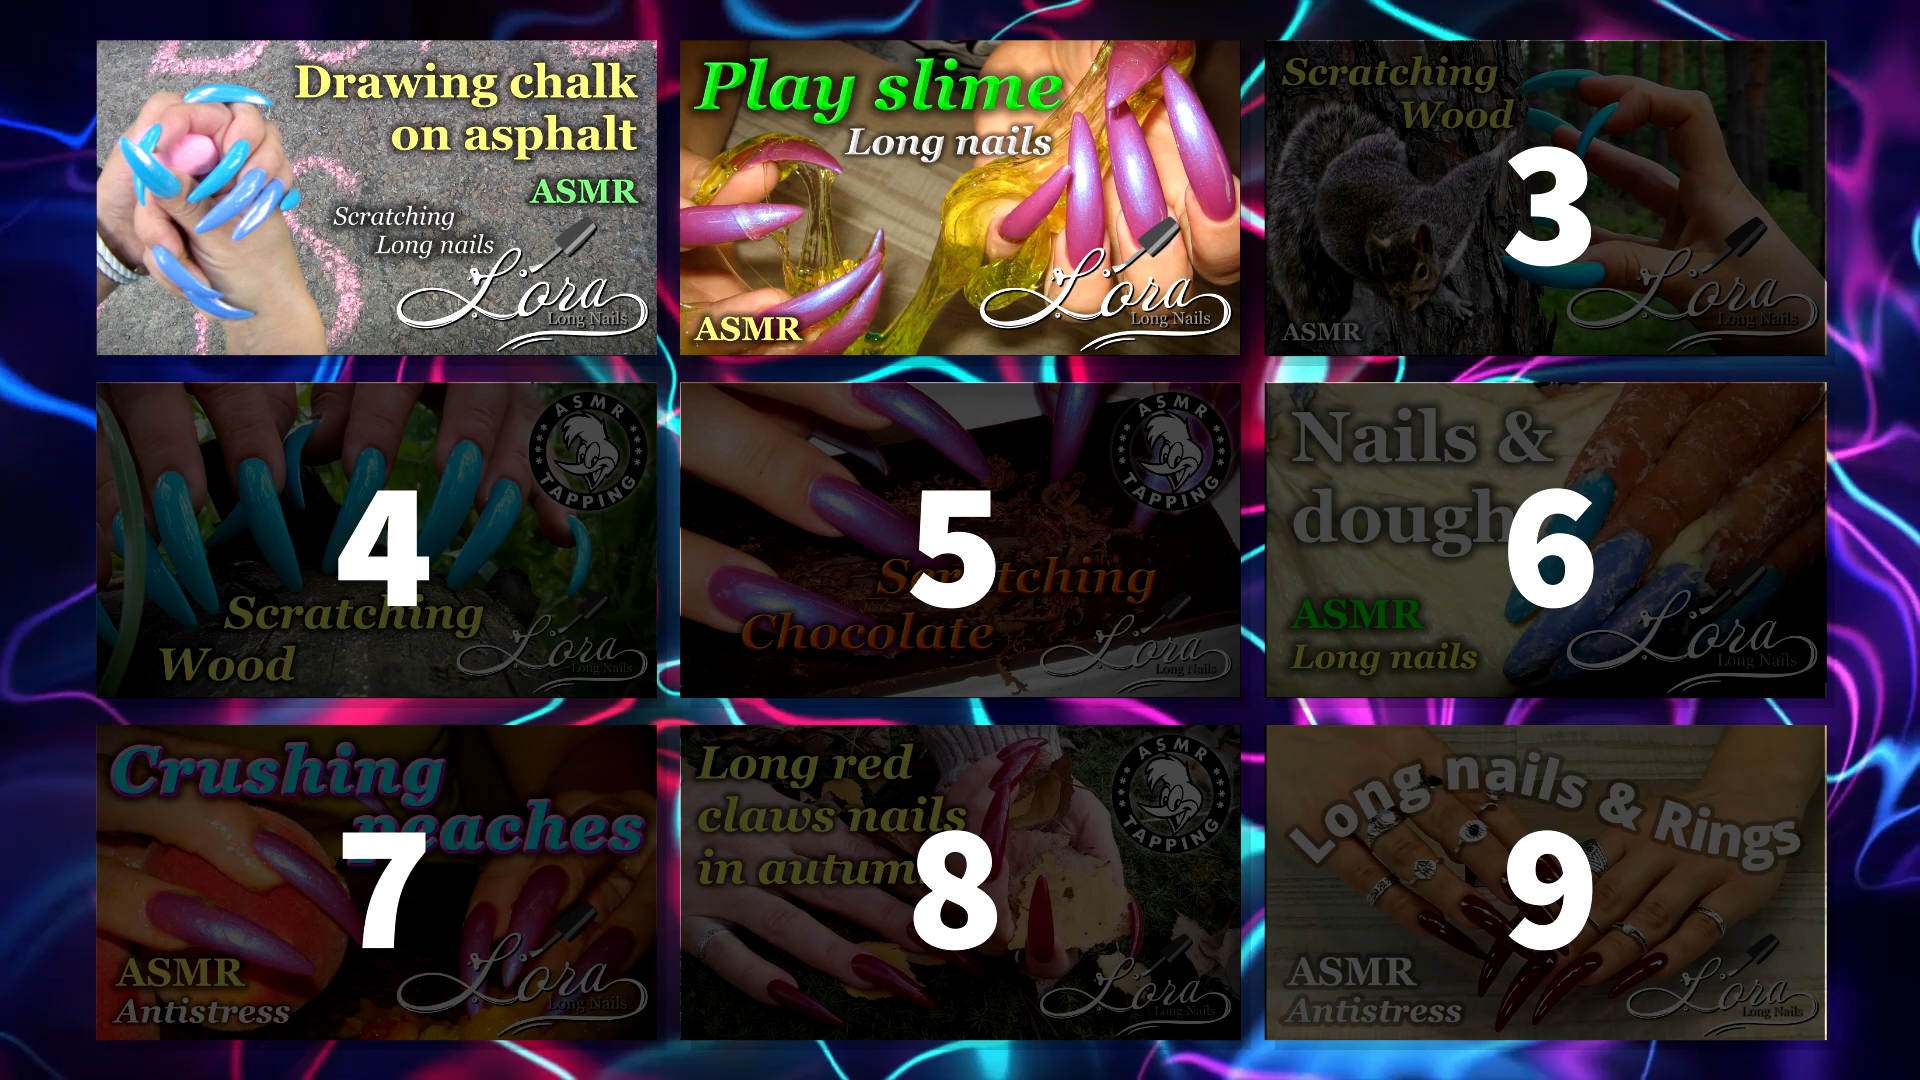 Drawing chalk
on asphalt
ASMR
Scratching
Long nails
Lora
Long Nails
Play slime
Long nails
ASMR
Lora
Long Nails
Scratching
Wood
3
ASMR
Lora
Long Nails
ASMR
TAPPING
4
Scratching
Wood
Lora
Long Nails
ASMR
TAPPING
5
Scratching
Chocolate
Lora
Long Nails
Nails &
dough
6
ASMR
Long nails
Lora
Long Nails
Crushing
peaches
7
ASMR
Antistress
Lora
Long Nails
Long red
claws nails
in autumn
ASMR
TAPPING
8
Lora
Long Nails
Long nails & Rings
9
ASMR
Antistress
Lora
Long Nails